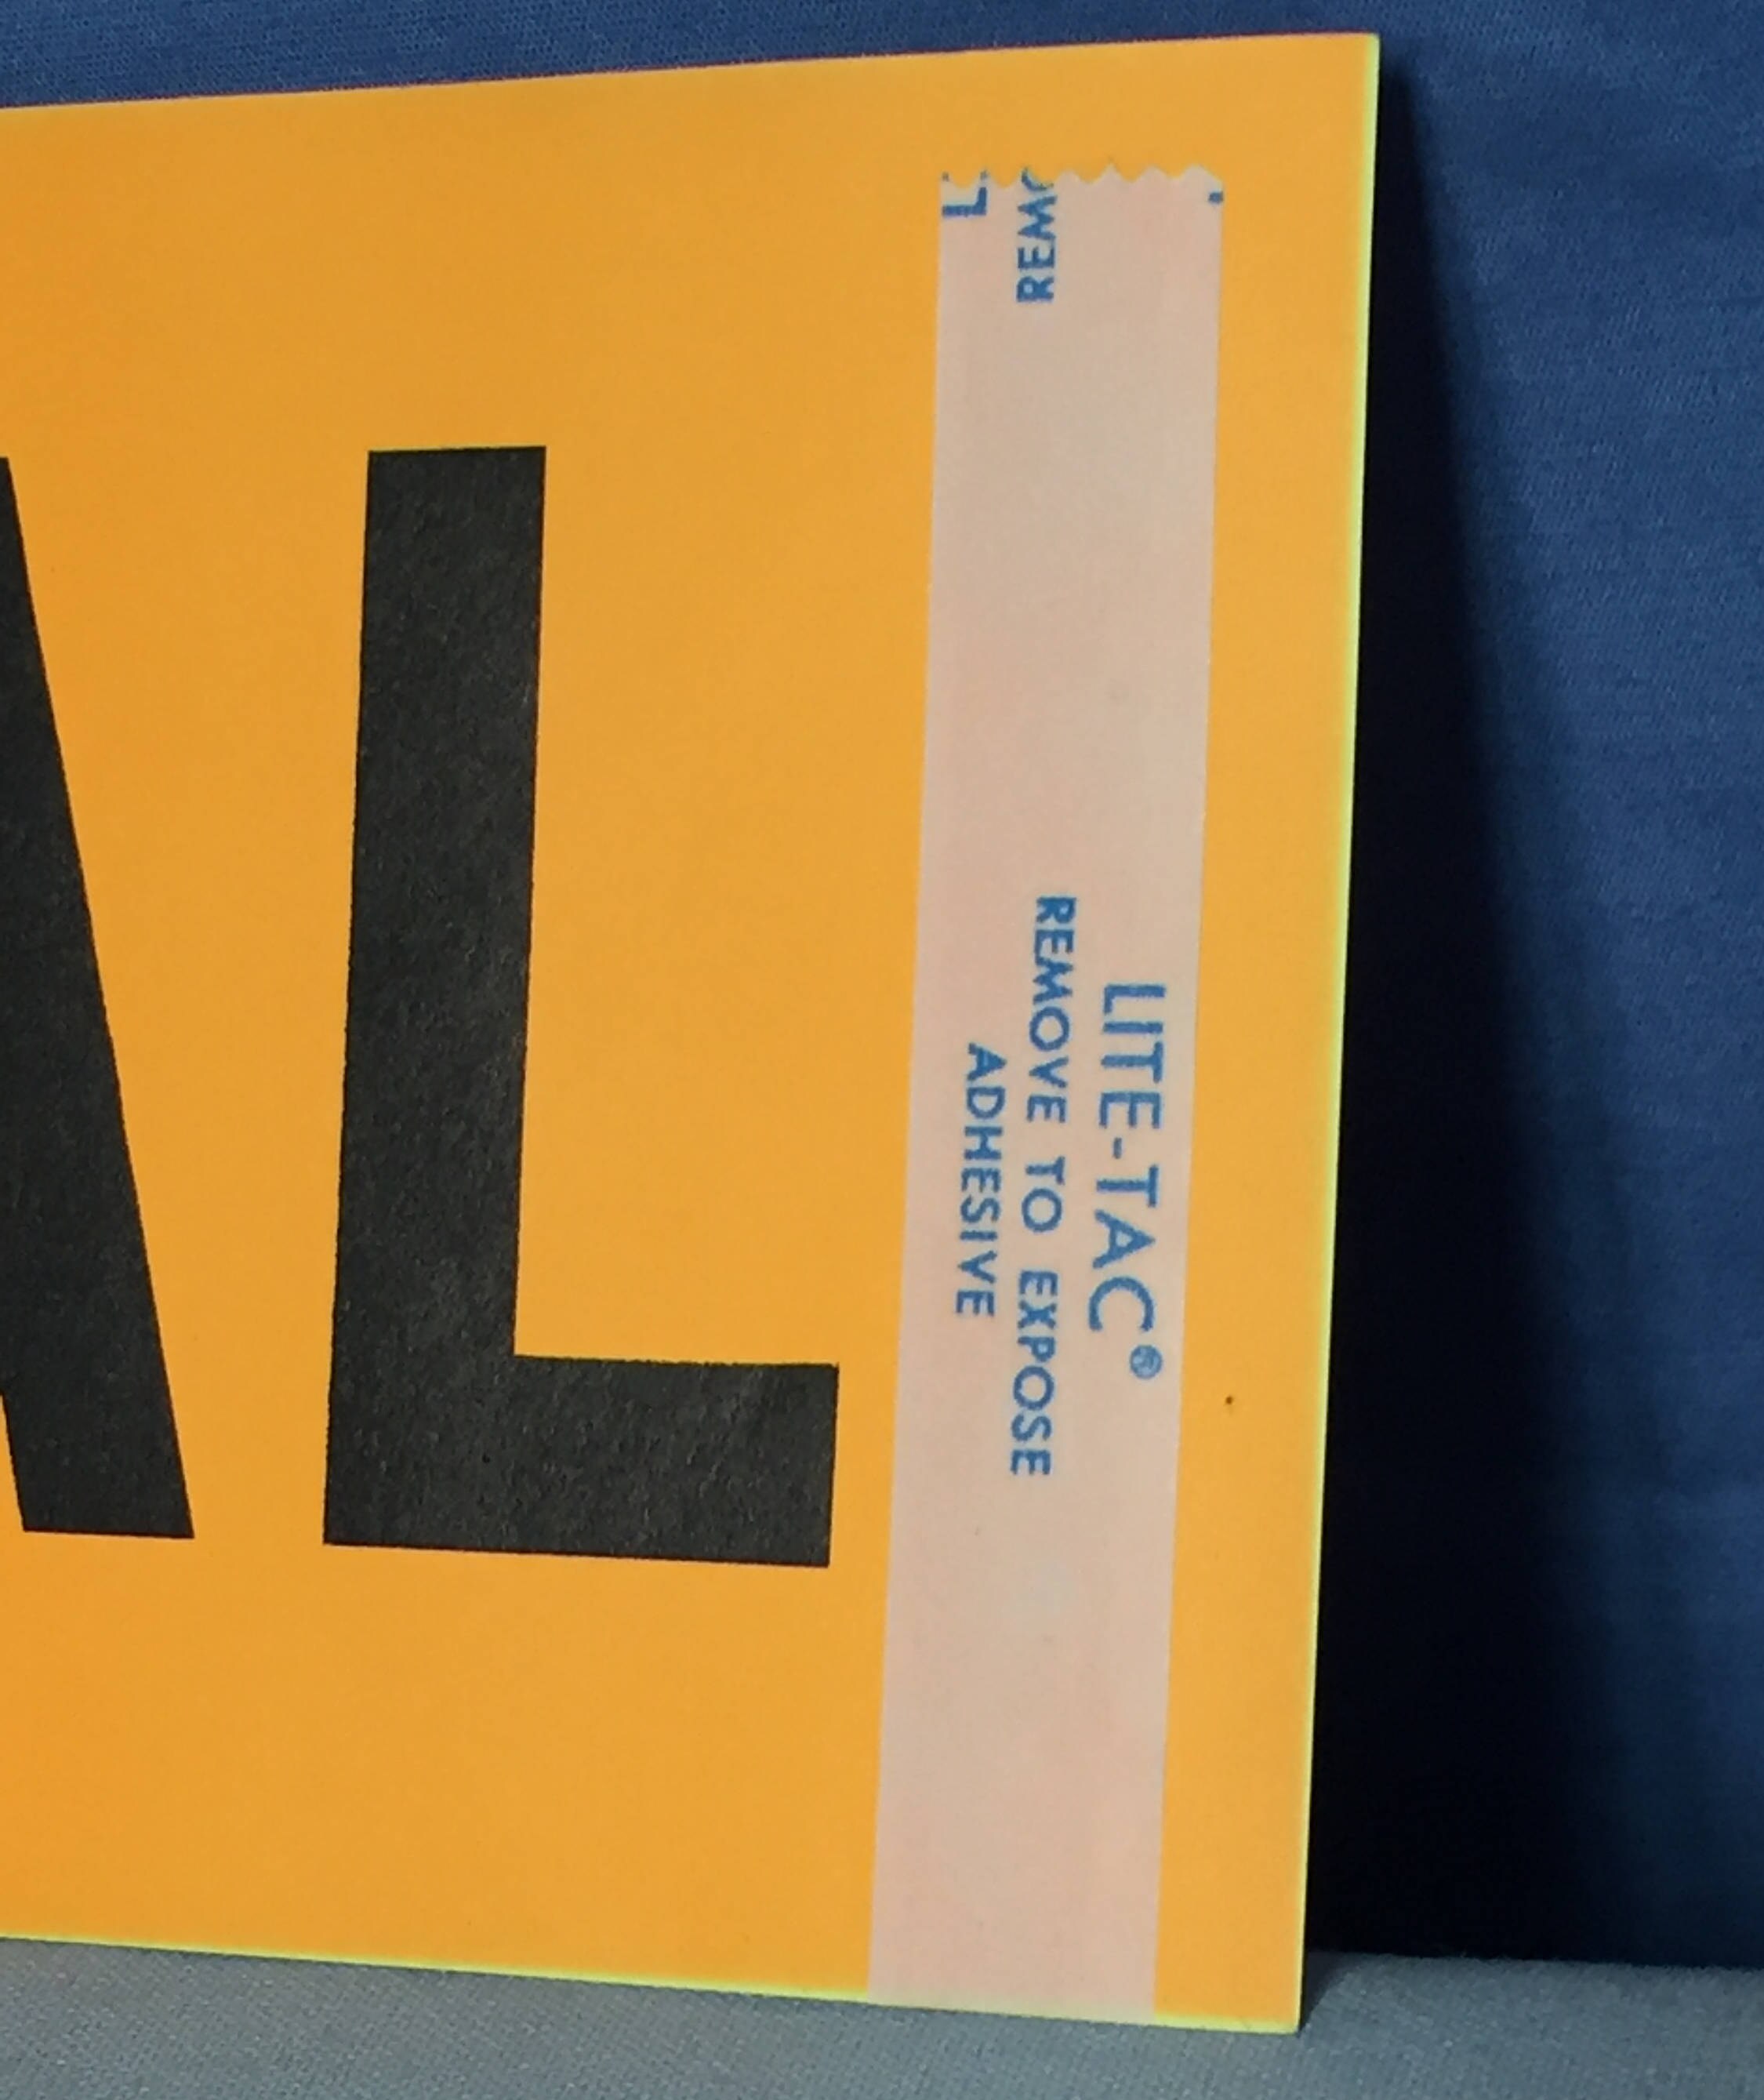 AL
LITE-TAC®
REMOVE TO EXPOSE
ADHESIVE